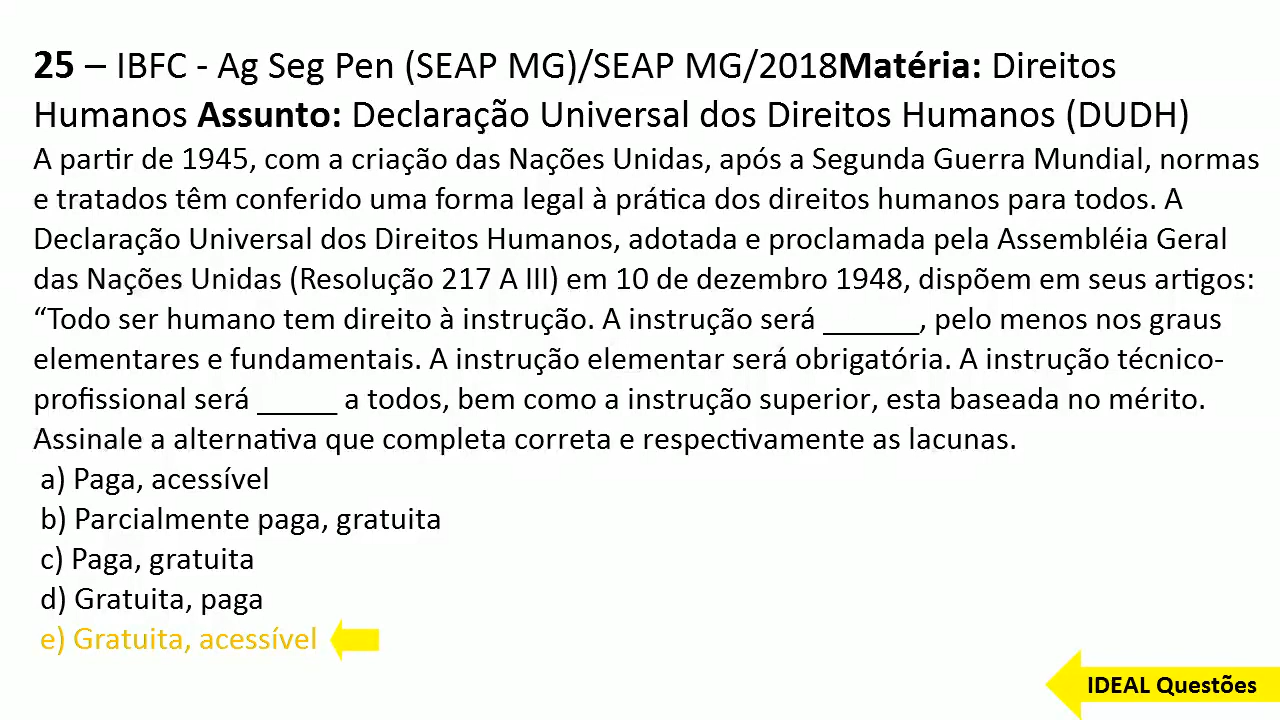 25 – IBFC - Ag Seg Pen (SEAP MG)/SEAP MG/2018Matéria: Direitos
Humanos Assunto: Declaração Universal dos Direitos Humanos (DUDH)
A partir de 1945, com a criação das Nações Unidas, após a Segunda Guerra Mundial, normas
e tratados têm conferido uma forma legal à prática dos direitos humanos para todos. A
Declaração Universal dos Direitos Humanos, adotada e proclamada pela Assembléia Geral
das Nações Unidas (Resolução 217 A III) em 10 de dezembro 1948, dispõem em seus artigos:
“Todo ser humano tem direito à instrução. A instrução será ______, pelo menos nos graus
elementares e fundamentais. A instrução elementar será obrigatória. A instrução técnico-
profissional será _____ a todos, bem como a instrução superior, esta baseada no mérito.
Assinale a alternativa que completa correta e respectivamente as lacunas.
a) Paga, acessível
b) Parcialmente paga, gratuita
c) Paga, gratuita
d) Gratuita, paga
e) Gratuita, acessível
IDEAL Questões